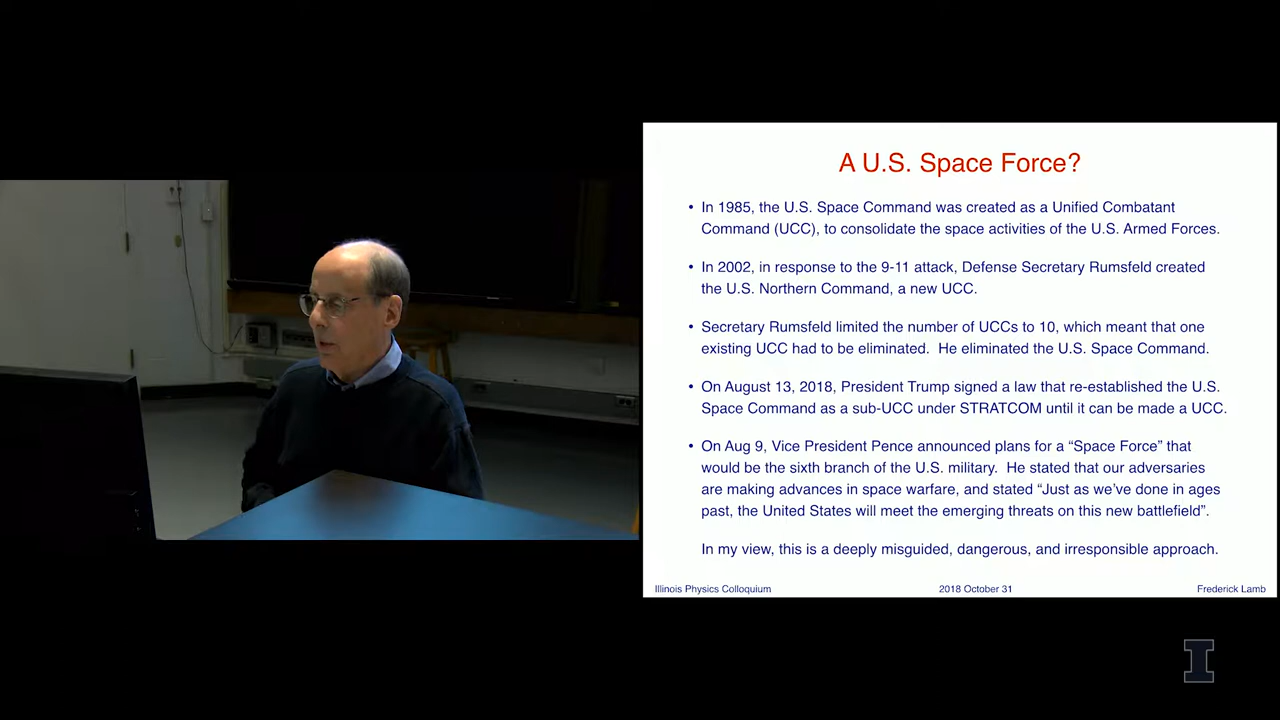 A U.S. Space Force?
• In 1985, the U.S. Space Command was created as a Unified Combatant
Command (UCC), to consolidate the space activities of the U.S. Armed Forces.
• In 2002, in response to the 9-11 attack, Defense Secretary Rumsfeld created
the U.S. Northern Command, a new UCC.
• Secretary Rumsfeld limited the number of UCCs to 10, which meant that one
existing UCC had to be eliminated.  He eliminated the U.S. Space Command.
• On August 13, 2018, President Trump signed a law that re-established the U.S.
Space Command as a sub-UCC under STRATCOM until it can be made a UCC.
• On Aug 9, Vice President Pence announced plans for a “Space Force” that
would be the sixth branch of the U.S. military.  He stated that our adversaries
are making advances in space warfare, and stated “Just as we’ve done in ages
past, the United States will meet the emerging threats on this new battlefield”.
In my view, this is a deeply misguided, dangerous, and irresponsible approach.
Illinois Physics Colloquium
2018 October 31
Frederick Lamb
I